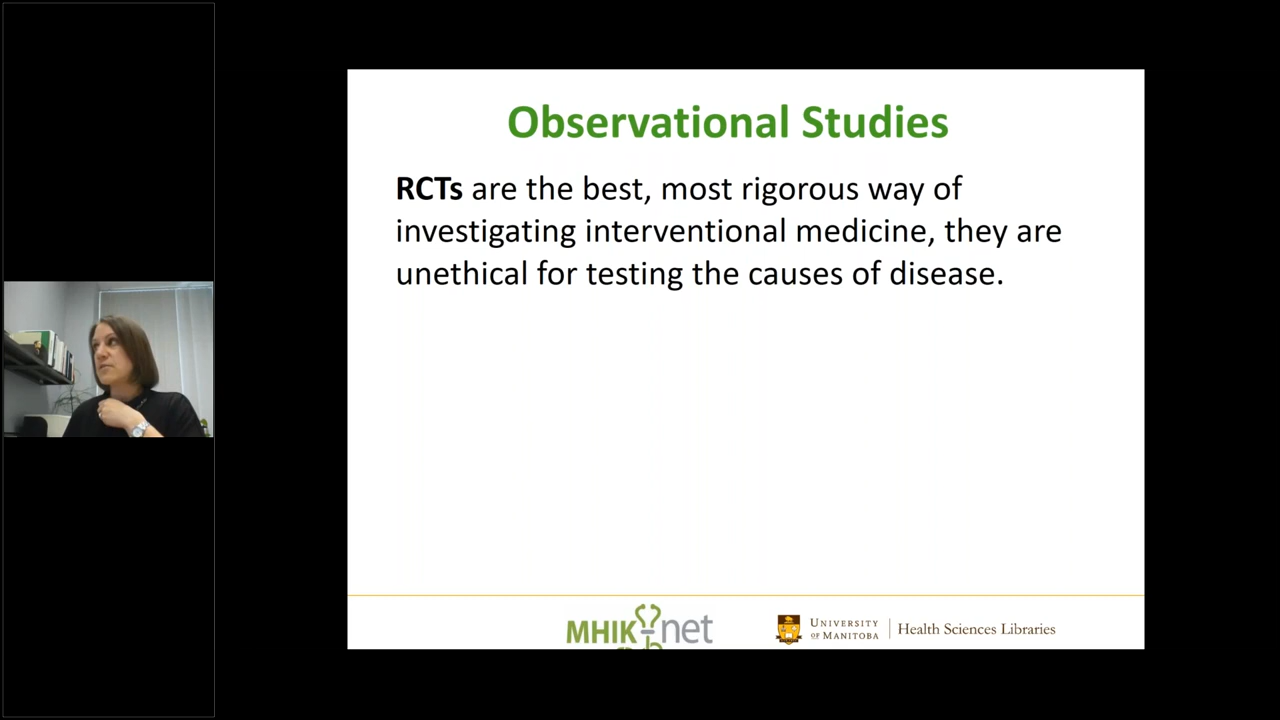 Observational Studies
RCTs are the best, most rigorous way of
investigating interventional medicine, they are
unethical for testing the causes of disease.
MHIK-net
UNIVERSITY
OF MANITOBA
Health Sciences Libraries